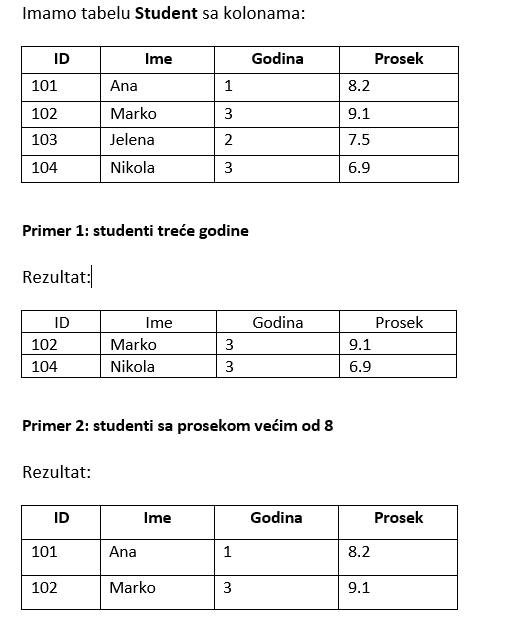 Imamo tabelu Student sa kolonama:
ID Ime Godina Prosek
101 Ana 1 8.2
102 Marko 3 9.1
103 Jelena 2 7.5
104 Nikola 3 6.9
Primer 1: studenti treće godine
Rezultat:
ID Ime Godina Prosek
102 Marko 3 9.1
104 Nikola 3 6.9
Primer 2: studenti sa prosekom većim od 8
Rezultat:
ID Ime Godina Prosek
101 Ana 1 8.2
102 Marko 3 9.1